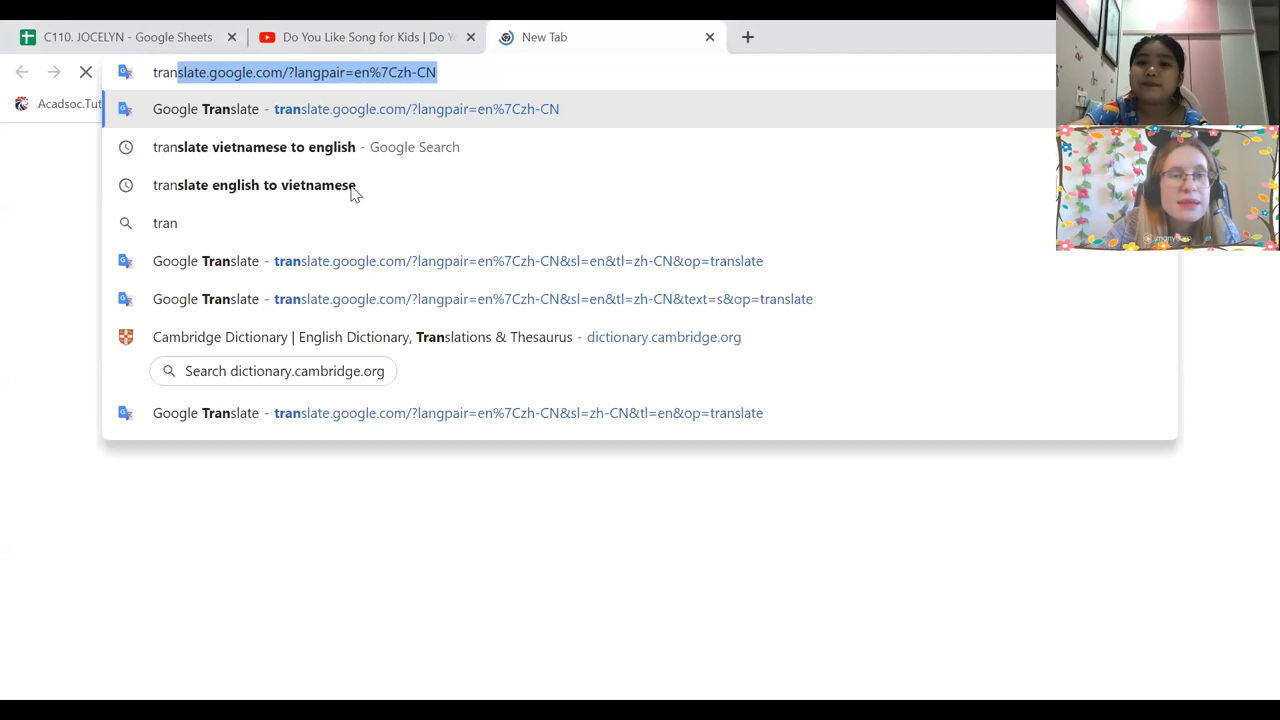 C110. JOCELYN - Google Sheets
Do You Like Song for Kids | Do Yo
New Tab
translate.google.com/?langpair=en%7Czh-CN
Acadsoc.Tut
Google Translate - translate.google.com/?langpair=en%7Czh-CN
translate vietnamese to english - Google Search
translate english to vietnamese
tran
Google Translate - translate.google.com/?langpair=en%7Czh-CN&sl=en&tl=zh-CN&op=translate
Google Translate - translate.google.com/?langpair=en%7Czh-CN&sl=en&tl=zh-CN&text=s&op=translate
Cambridge Dictionary | English Dictionary, Translations & Thesaurus - dictionary.cambridge.org
Search dictionary.cambridge.org
Google Translate - translate.google.com/?langpair=en%7Czh-CN&sl=zh-CN&tl=en&op=translate